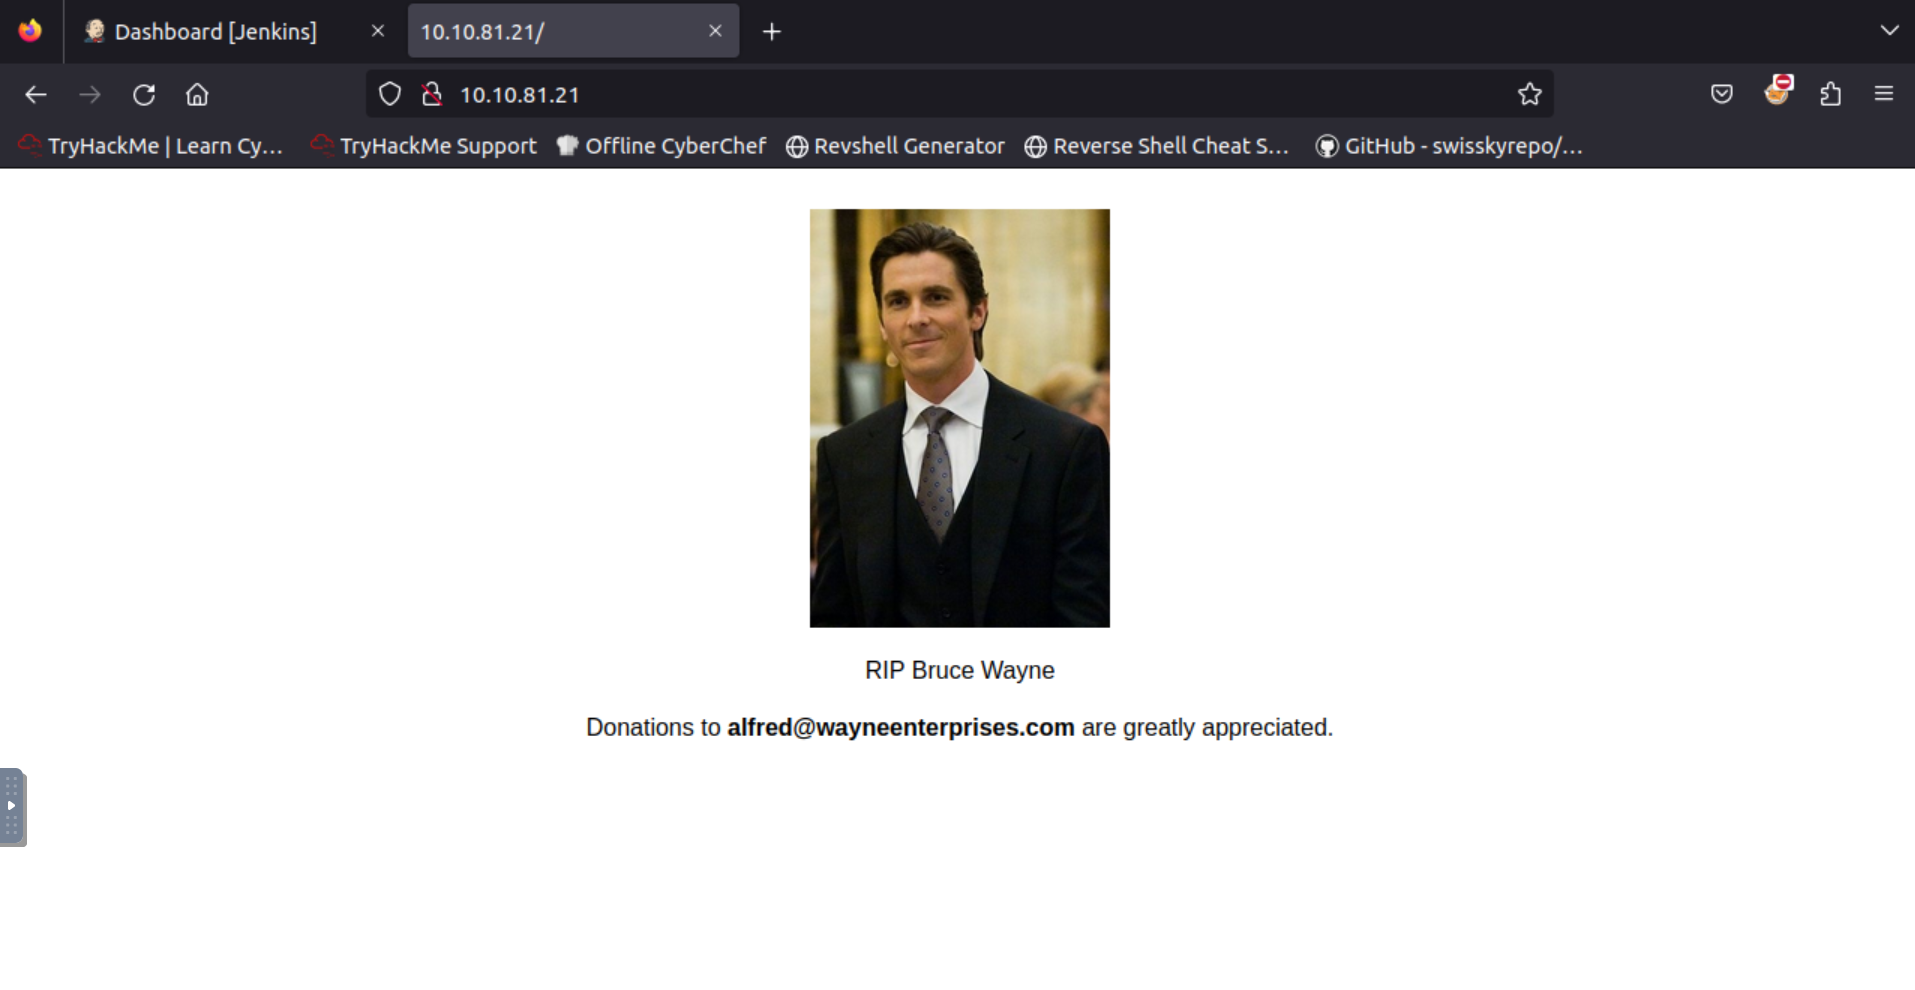 Dashboard [Jenkins]
10.10.81.21/
10.10.81.21
TryHackMe | Learn Cy… TryHackMe Support Offline CyberChef Revshell Generator Reverse Shell Cheat S… GitHub - swisskyrepo/…
RIP Bruce Wayne
Donations to alfred@wayneenterprises.com are greatly appreciated.